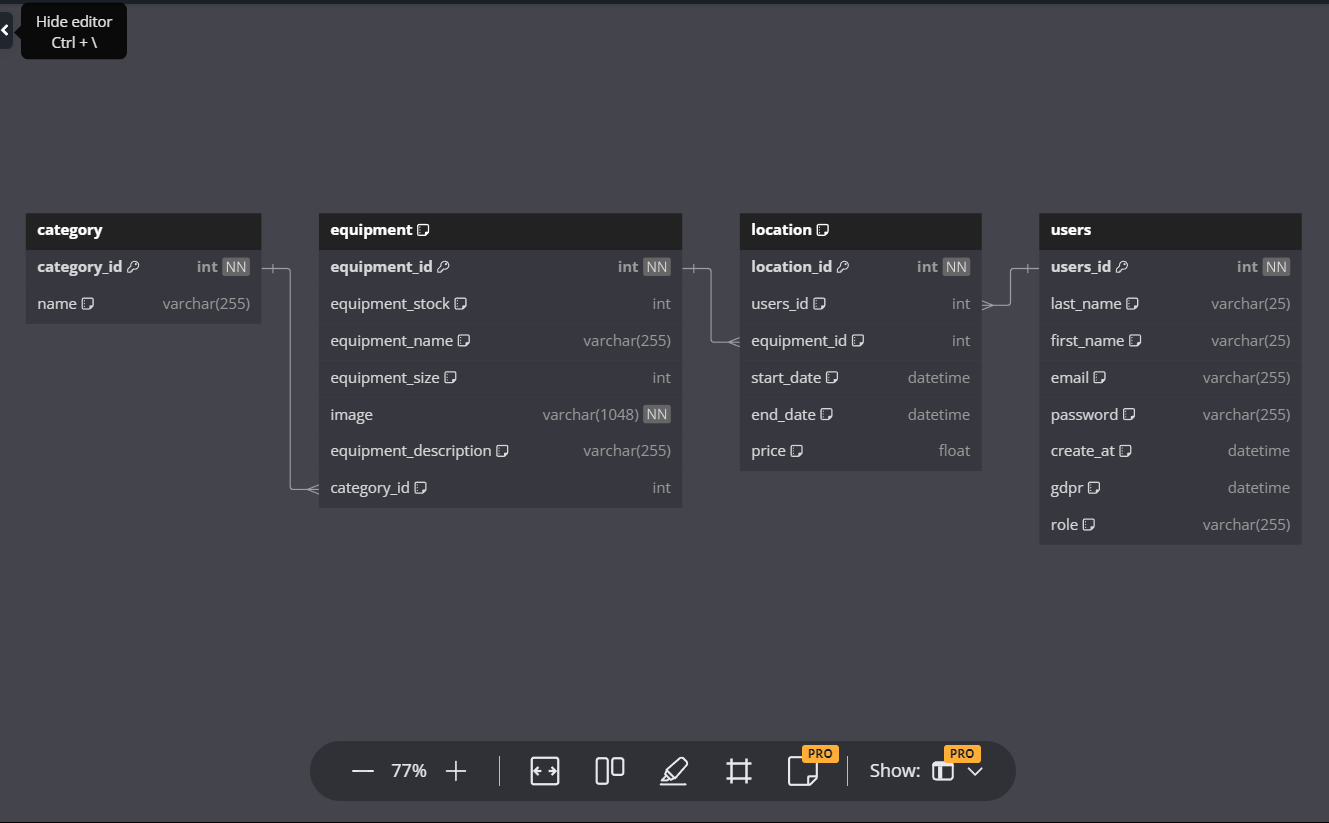 Hide editor
Ctrl + \
category
category_id int NN
name varchar(255)
equipment
equipment_id int NN
equipment_stock int
equipment_name varchar(255)
equipment_size int
image varchar(1048) NN
equipment_description varchar(255)
category_id int
location
location_id int NN
users_id int
equipment_id int
start_date datetime
end_date datetime
price float
users
users_id int NN
last_name varchar(25)
first_name varchar(25)
email varchar(255)
password varchar(255)
create_at datetime
gdpr datetime
role varchar(255)
77%
PRO
Show:
PRO